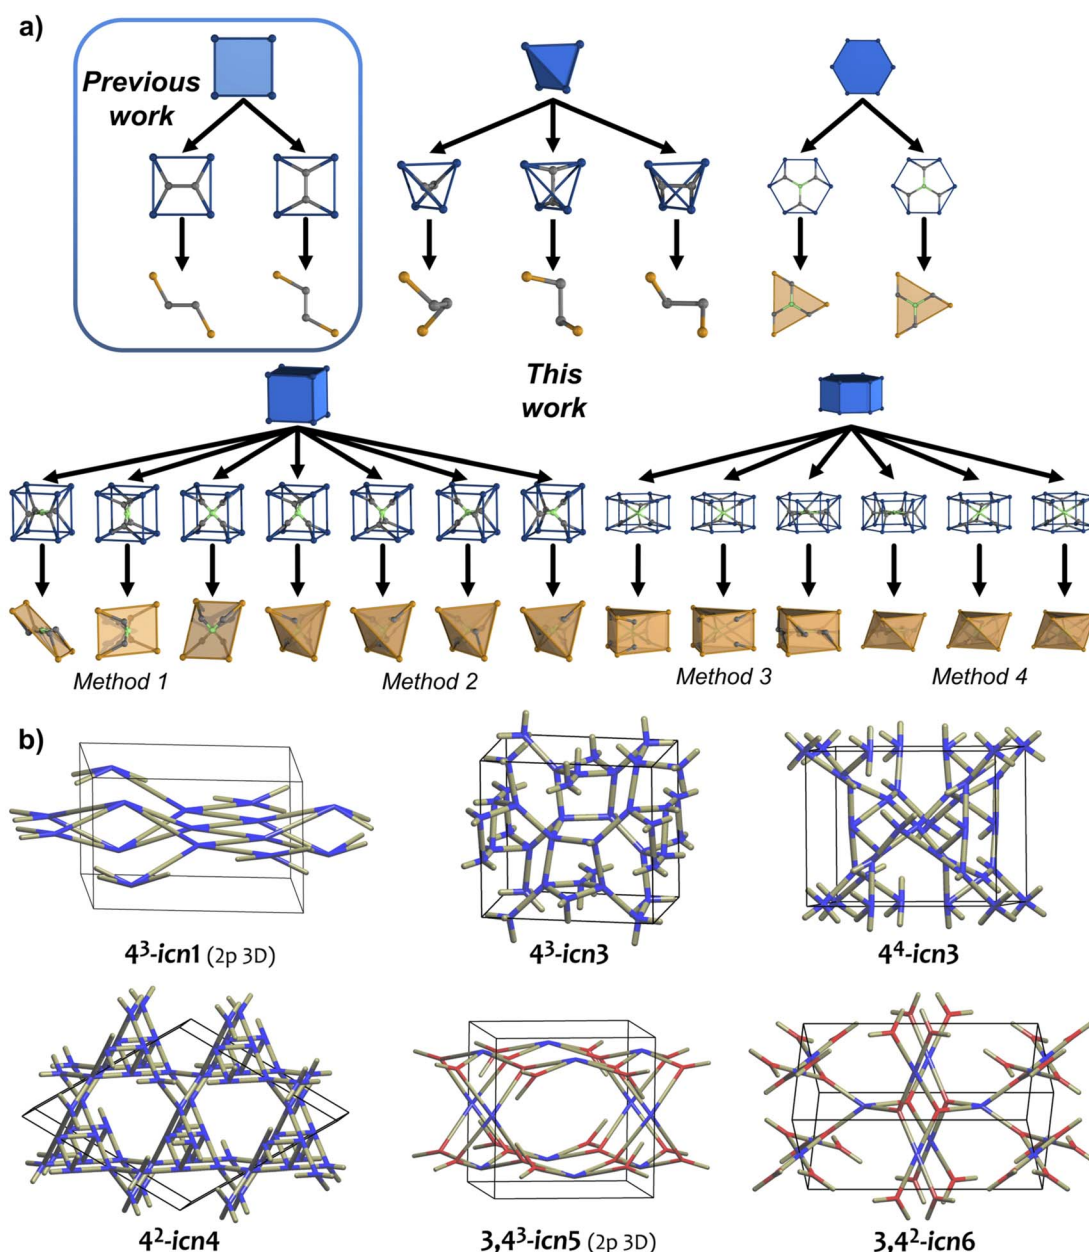 a)
Previous
work
This
work
Method 1
Method 2
Method 3
Method 4
b)
4³-icn1 (2p 3D)
4³-icn3
4⁴-icn3
4²-icn4
3,4³-icn5 (2p 3D)
3,4²-icn6